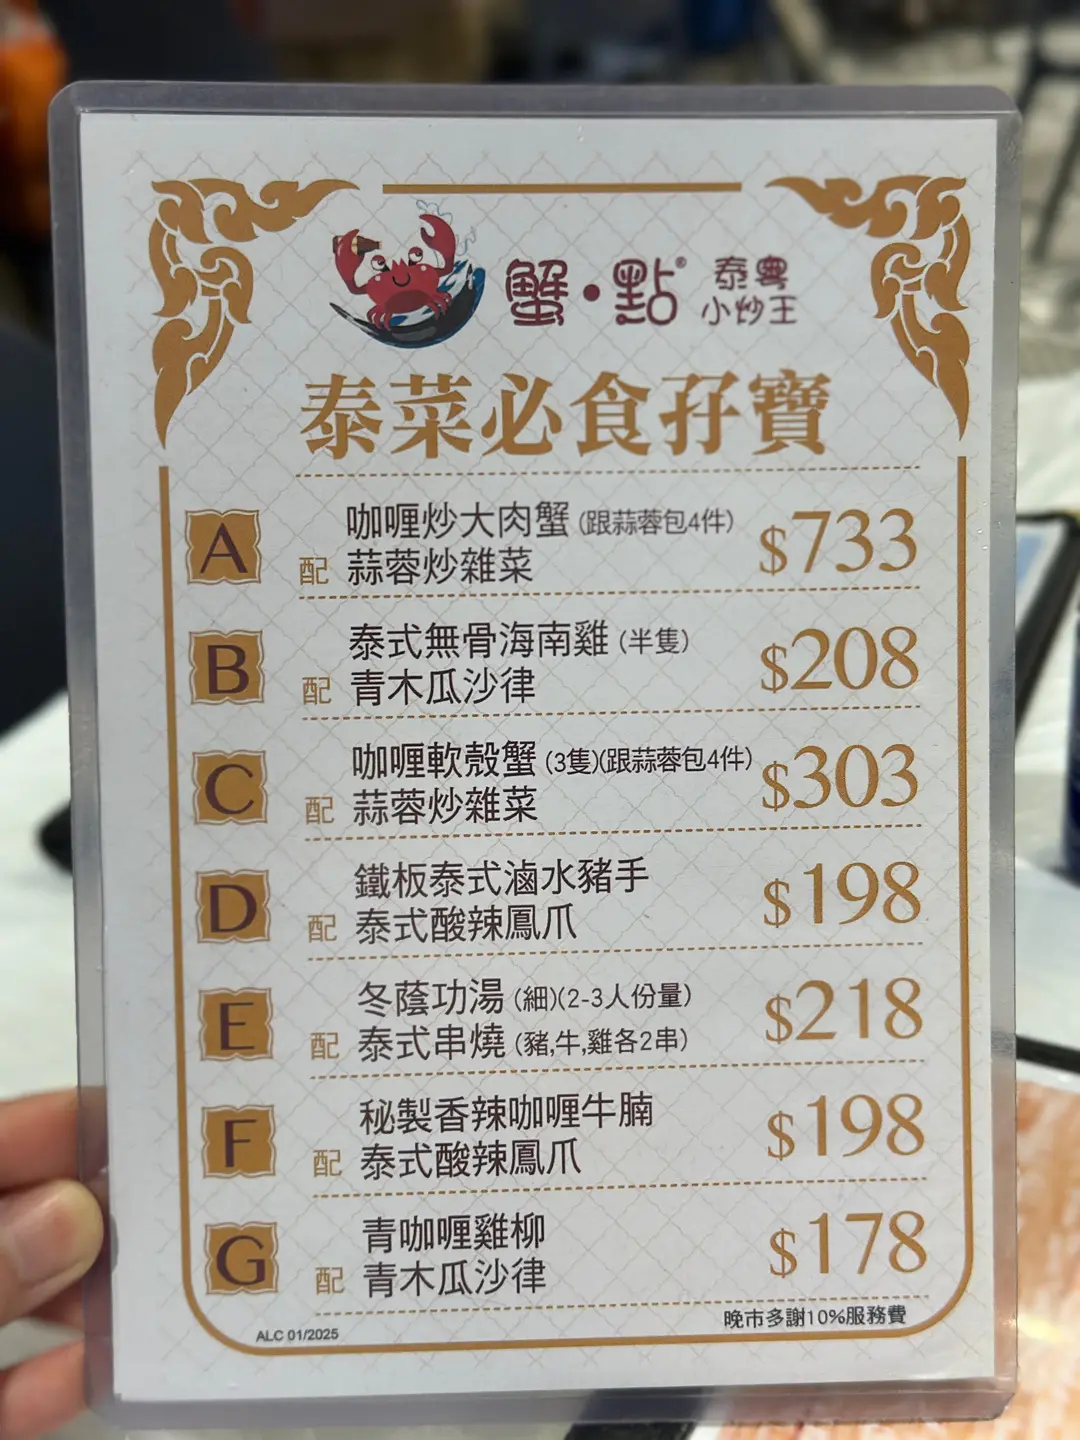 蟹·點® 泰粵
小炒王
泰菜必食孖寶
A 咖喱炒大肉蟹 (跟蒜蓉包4件) $733
配 蒜蓉炒雜菜
B 泰式無骨海南雞 (半隻) $208
配 青木瓜沙律
C 咖喱軟殼蟹 (3隻)(跟蒜蓉包4件) $303
配 蒜蓉炒雜菜
D 鐵板泰式滷水豬手 $198
配 泰式酸辣鳳爪
E 冬蔭功湯 (細)(2-3人份量) $218
配 泰式串燒 (豬,牛,雞各2串)
F 秘製香辣咖喱牛腩 $198
配 泰式酸辣鳳爪
G 青咖喱雞柳 $178
配 青木瓜沙律
晚市多謝10%服務費
ALC 01/2025